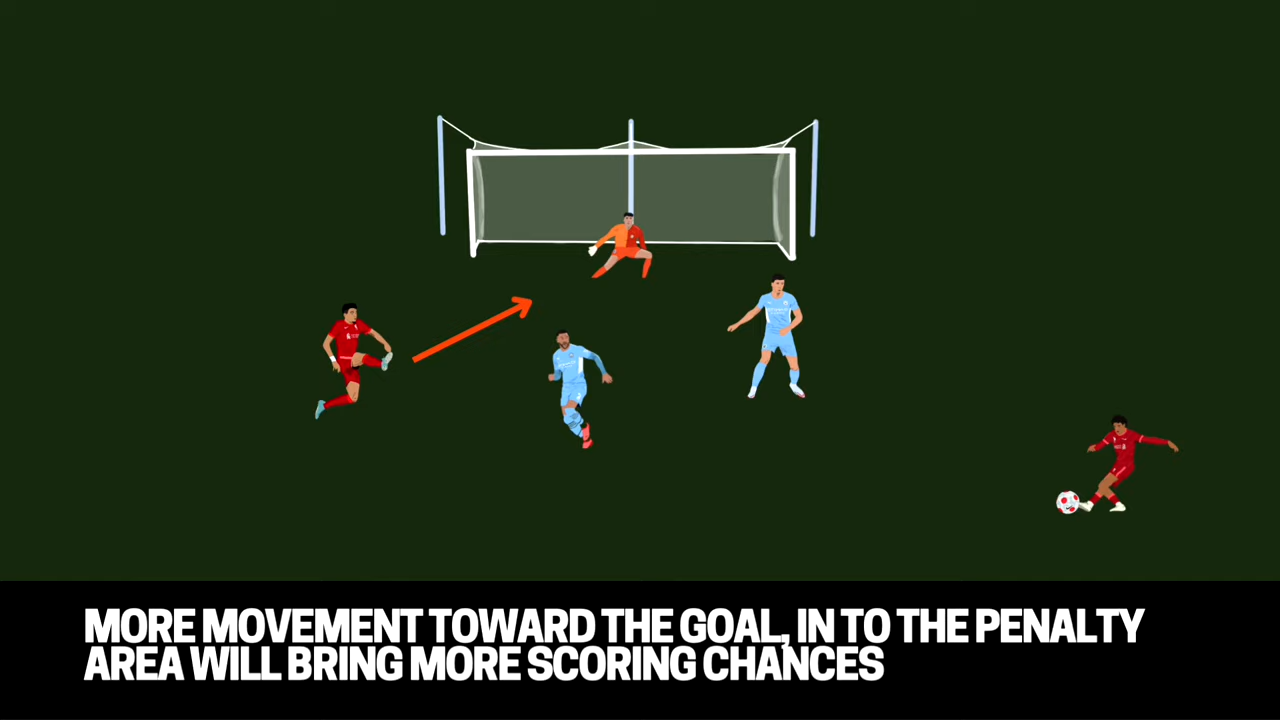 MORE MOVEMENT TOWARD THE GOAL, IN TO THE PENALTY
AREA WILL BRING MORE SCORING CHANCES